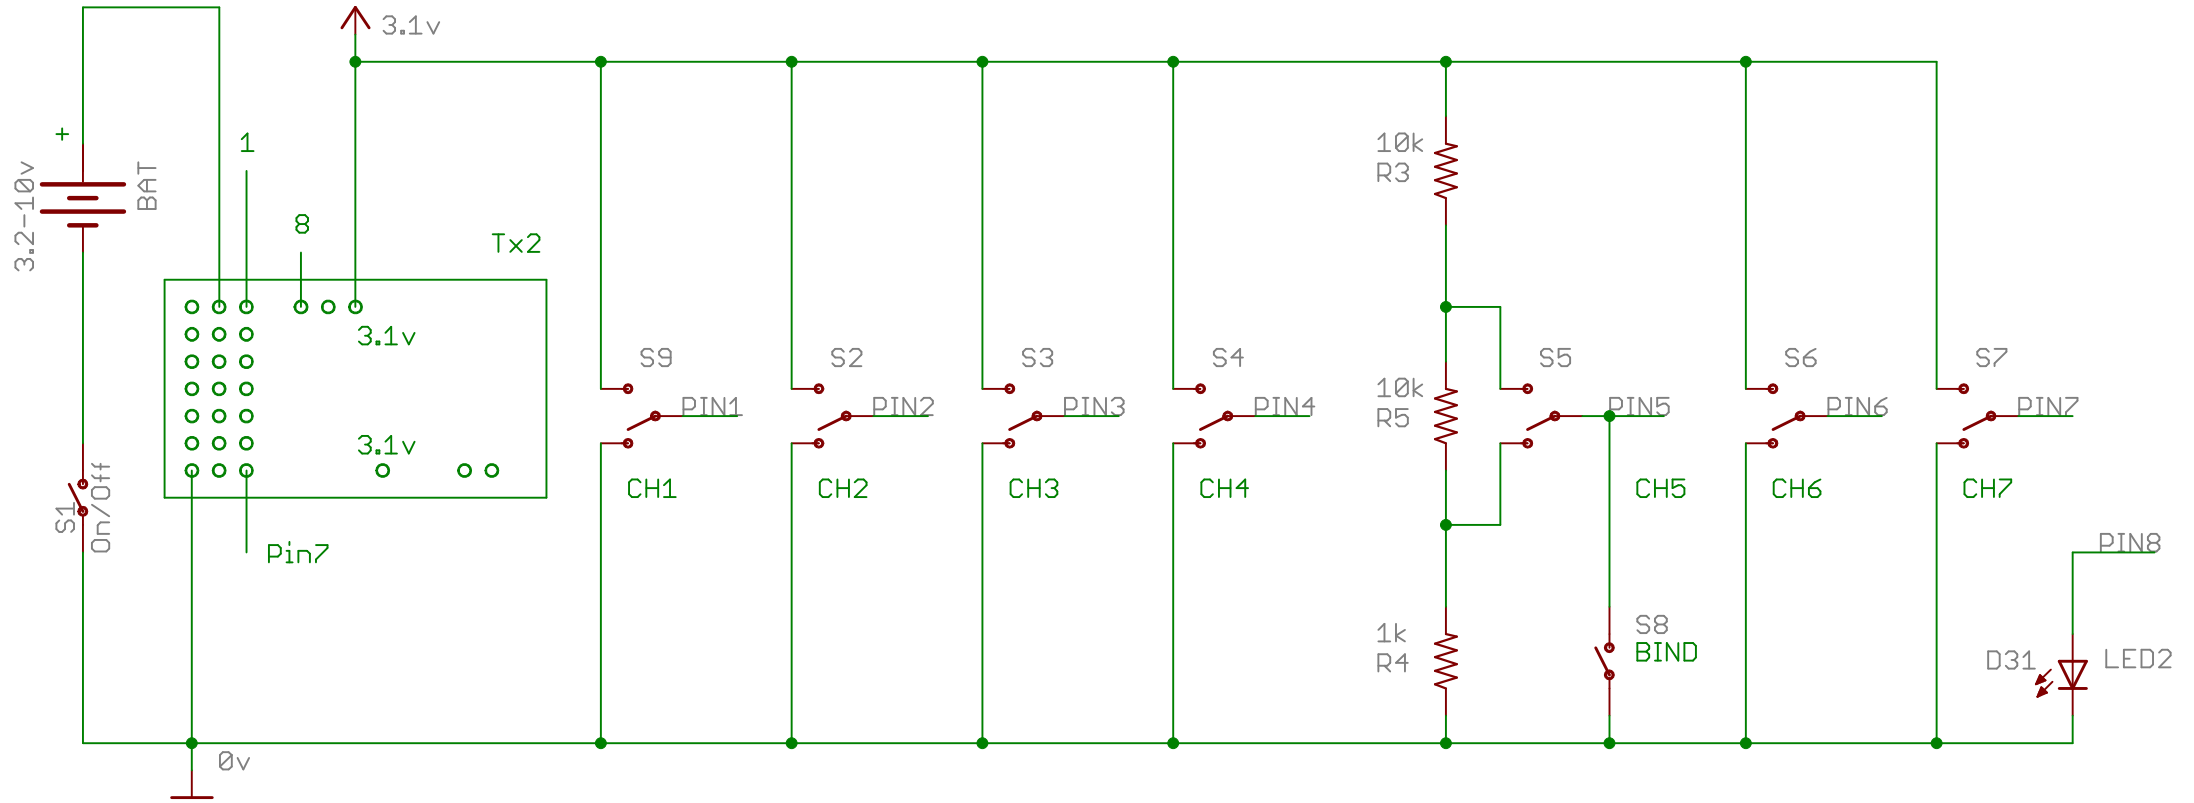 3.1v
+
3.2-10v
BAT
1
8
Tx2
3.1v
3.1v
Pin7
S1
On/Off
0v
S9
PIN1
CH1
S2
PIN2
CH2
S3
PIN3
CH3
S4
PIN4
CH4
10k
R3
10k
R5
1k
R4
S5
PIN5
CH5
S8
BIND
S6
PIN6
CH6
S7
PIN7
CH7
PIN8
D31
LED2